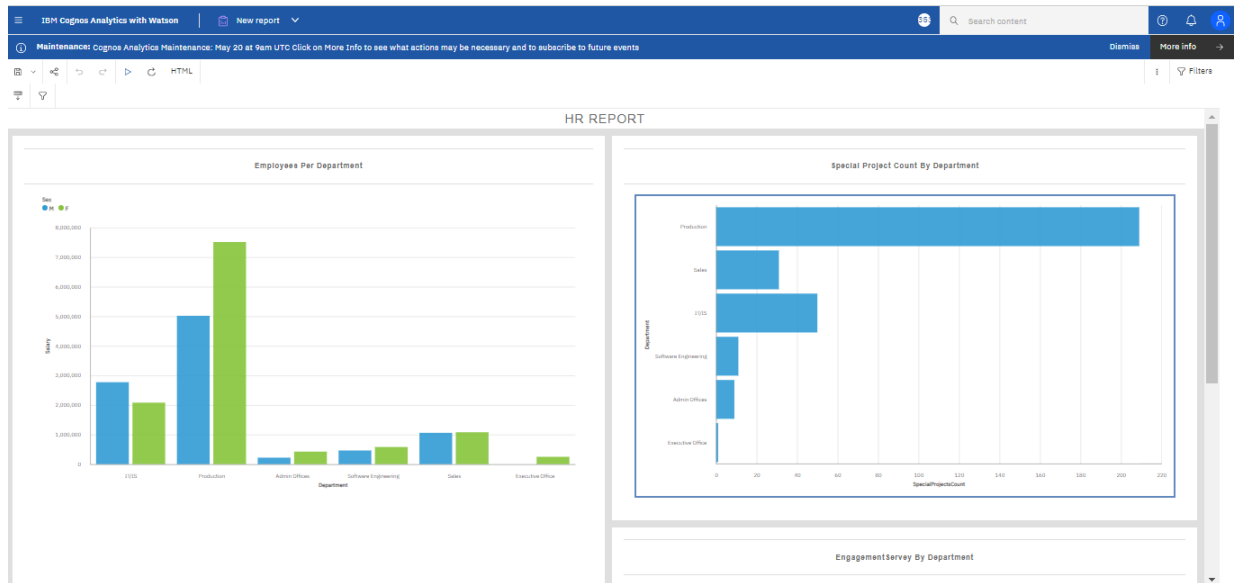 IBM Cognos Analytics with Watson
New report
Search content
Maintenance: Cognos Analytics Maintenance: May 20 at 9am UTC Click on More Info to see what actions may be necessary and to subscribe to future events
Dismiss
More info
HTML
Filters
HR REPORT
Employees Per Department
Sex
M F
8,000,000
7,000,000
6,000,000
5,000,000
4,000,000
3,000,000
2,000,000
1,000,000
0
Salary
IT/IS Production Admin Offices Software Engineering Sales Executive Office
Department
Special Project Count By Department
Production
Sales
IT/IS
Software Engineering
Admin Offices
Executive Office
Department
0 20 40 60 80 100 120 140 160 180 200 220
SpecialProjectsCount
EngagementServey By Department